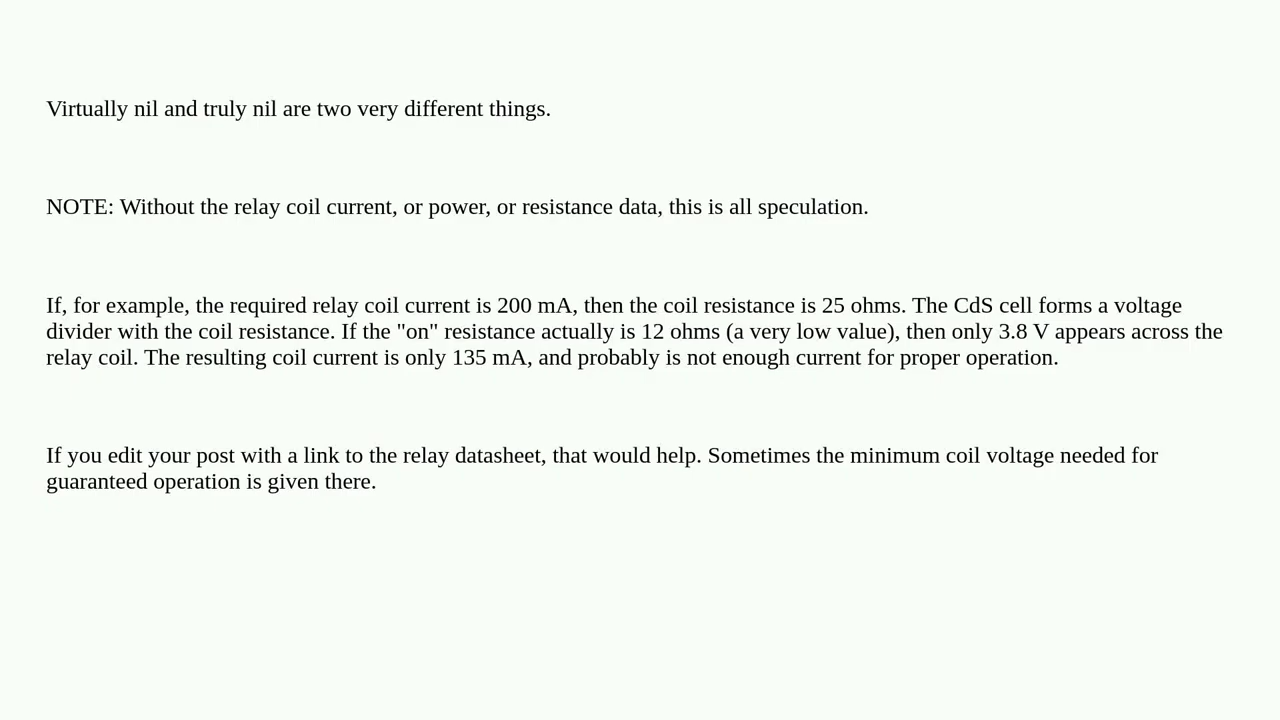 Virtually nil and truly nil are two very different things.
NOTE: Without the relay coil current, or power, or resistance data, this is all speculation.
If, for example, the required relay coil current is 200 mA, then the coil resistance is 25 ohms. The CdS cell forms a voltage
divider with the coil resistance. If the "on" resistance actually is 12 ohms (a very low value), then only 3.8 V appears across the
relay coil. The resulting coil current is only 135 mA, and probably is not enough current for proper operation.
If you edit your post with a link to the relay datasheet, that would help. Sometimes the minimum coil voltage needed for
guaranteed operation is given there.